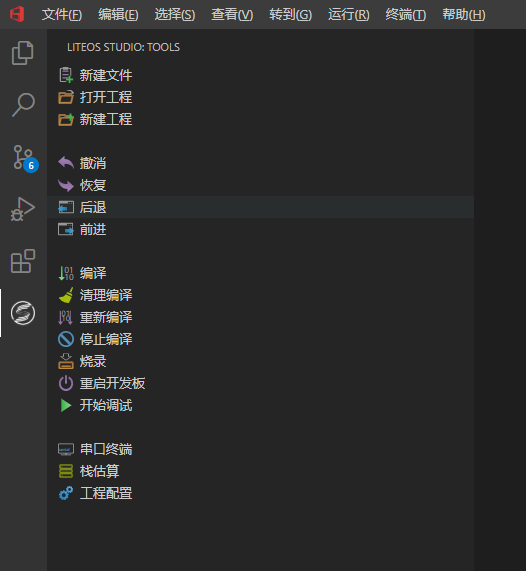 文件(F) 编辑(E) 选择(S) 查看(V) 转到(G) 运行(R) 终端(T) 帮助(H)
LITEOS STUDIO: TOOLS
新建文件
打开工程
新建工程
6
撤消
恢复
后退
前进
编译
清理编译
重新编译
停止编译
烧录
重启开发板
开始调试
串口终端
栈估算
工程配置